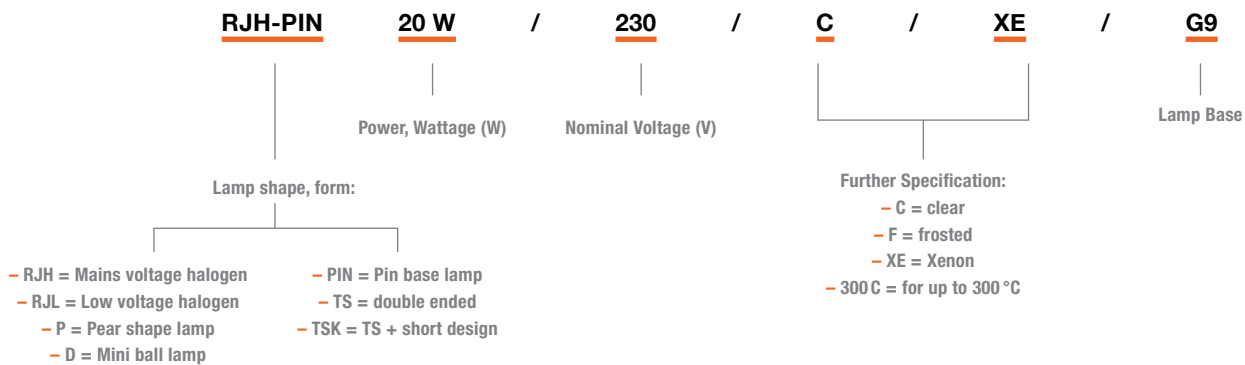 RJH-PIN 20 W / 230 / C / XE / G9
Power, Wattage (W)
Nominal Voltage (V)
Lamp Base
Lamp shape, form:
– RJH = Mains voltage halogen
– RJL = Low voltage halogen
– P = Pear shape lamp
– D = Mini ball lamp
– PIN = Pin base lamp
– TS = double ended
– TSK = TS + short design
Further Specification:
– C = clear
– F = frosted
– XE = Xenon
– 300 C = for up to 300 °C